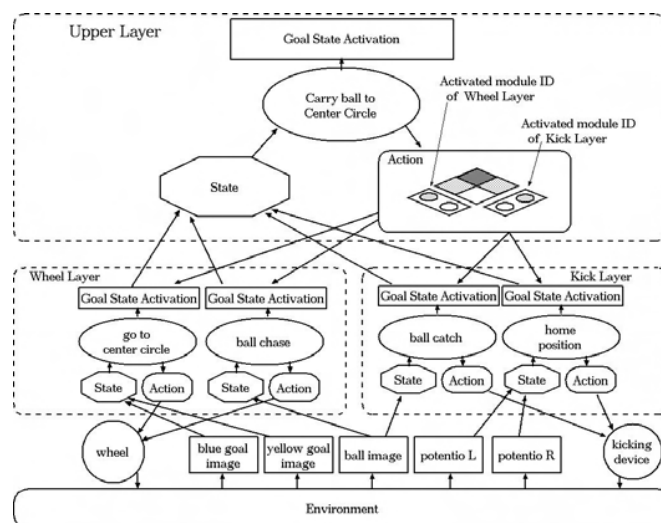 Upper Layer
Goal State Activation
Carry ball to
Center Circle
Activated module ID
of Wheel Layer
Activated module ID
of Kick Layer
Action
State
Wheel Layer
Kick Layer
Goal State Activation
Goal State Activation
Goal State Activation
Goal State Activation
go to
center circle
ball chase
ball catch
home
position
State
Action
State
Action
State
Action
State
Action
wheel
blue goal
image
yellow goal
image
ball image
potentio L
potentio R
kicking
device
Environment